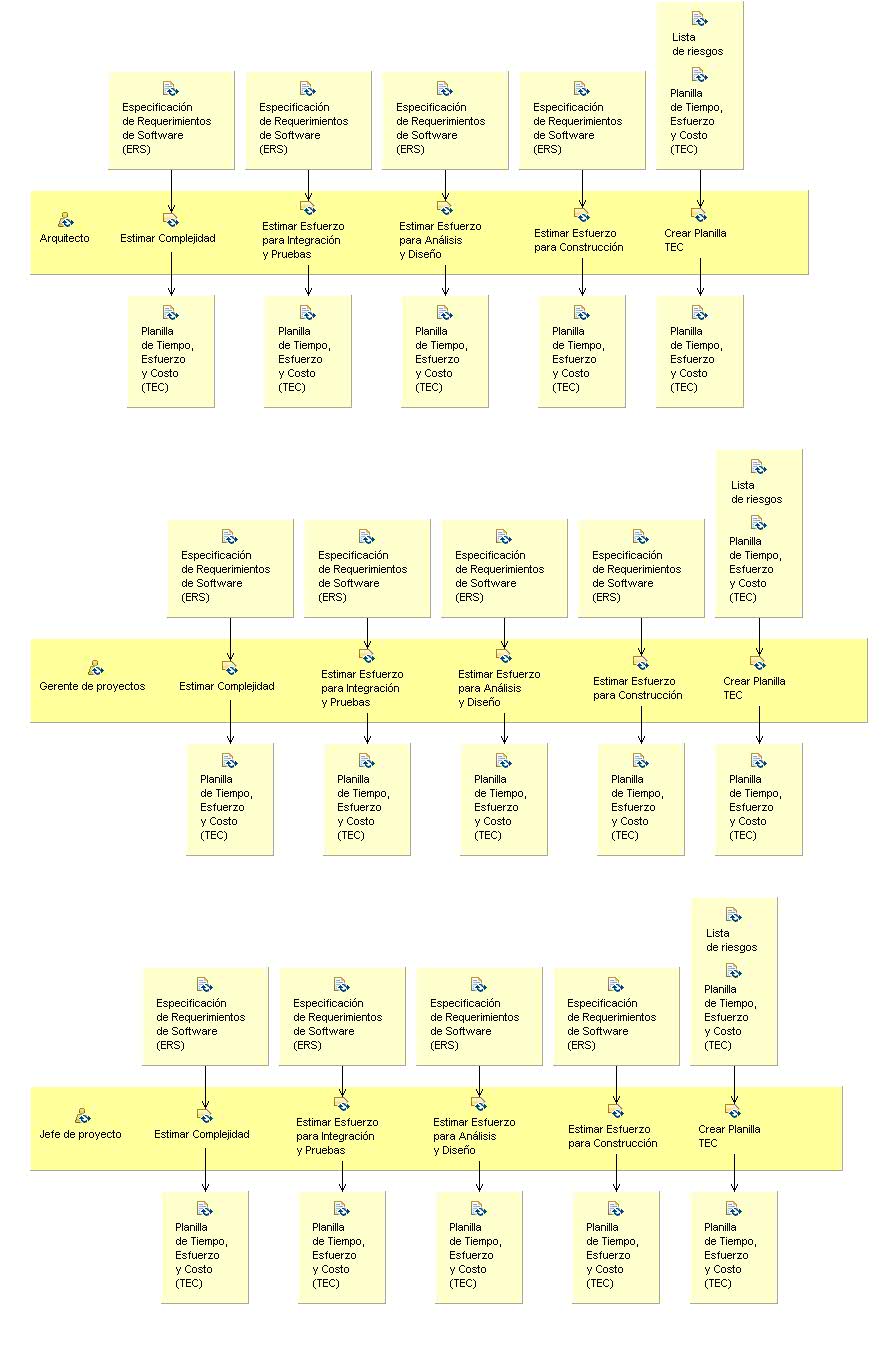 Lista
de riesgos
Planilla
de Tiempo,
Esfuerzo
y Costo
(TEC)
Especificación
de Requerimientos
de Software
(ERS)
Especificación
de Requerimientos
de Software
(ERS)
Especificación
de Requerimientos
de Software
(ERS)
Especificación
de Requerimientos
de Software
(ERS)
Arquitecto
Estimar Complejidad
Estimar Esfuerzo
para Integración
y Pruebas
Estimar Esfuerzo
para Análisis
y Diseño
Estimar Esfuerzo
para Construcción
Crear Planilla
TEC
Planilla
de Tiempo,
Esfuerzo
y Costo
(TEC)
Planilla
de Tiempo,
Esfuerzo
y Costo
(TEC)
Planilla
de Tiempo,
Esfuerzo
y Costo
(TEC)
Planilla
de Tiempo,
Esfuerzo
y Costo
(TEC)
Planilla
de Tiempo,
Esfuerzo
y Costo
(TEC)
Lista
de riesgos
Planilla
de Tiempo,
Esfuerzo
y Costo
(TEC)
Especificación
de Requerimientos
de Software
(ERS)
Especificación
de Requerimientos
de Software
(ERS)
Especificación
de Requerimientos
de Software
(ERS)
Especificación
de Requerimientos
de Software
(ERS)
Gerente de proyectos
Estimar Complejidad
Estimar Esfuerzo
para Integración
y Pruebas
Estimar Esfuerzo
para Análisis
y Diseño
Estimar Esfuerzo
para Construcción
Crear Planilla
TEC
Planilla
de Tiempo,
Esfuerzo
y Costo
(TEC)
Planilla
de Tiempo,
Esfuerzo
y Costo
(TEC)
Planilla
de Tiempo,
Esfuerzo
y Costo
(TEC)
Planilla
de Tiempo,
Esfuerzo
y Costo
(TEC)
Planilla
de Tiempo,
Esfuerzo
y Costo
(TEC)
Lista
de riesgos
Planilla
de Tiempo,
Esfuerzo
y Costo
(TEC)
Especificación
de Requerimientos
de Software
(ERS)
Especificación
de Requerimientos
de Software
(ERS)
Especificación
de Requerimientos
de Software
(ERS)
Especificación
de Requerimientos
de Software
(ERS)
Jefe de proyecto
Estimar Complejidad
Estimar Esfuerzo
para Integración
y Pruebas
Estimar Esfuerzo
para Análisis
y Diseño
Estimar Esfuerzo
para Construcción
Crear Planilla
TEC
Planilla
de Tiempo,
Esfuerzo
y Costo
(TEC)
Planilla
de Tiempo,
Esfuerzo
y Costo
(TEC)
Planilla
de Tiempo,
Esfuerzo
y Costo
(TEC)
Planilla
de Tiempo,
Esfuerzo
y Costo
(TEC)
Planilla
de Tiempo,
Esfuerzo
y Costo
(TEC)